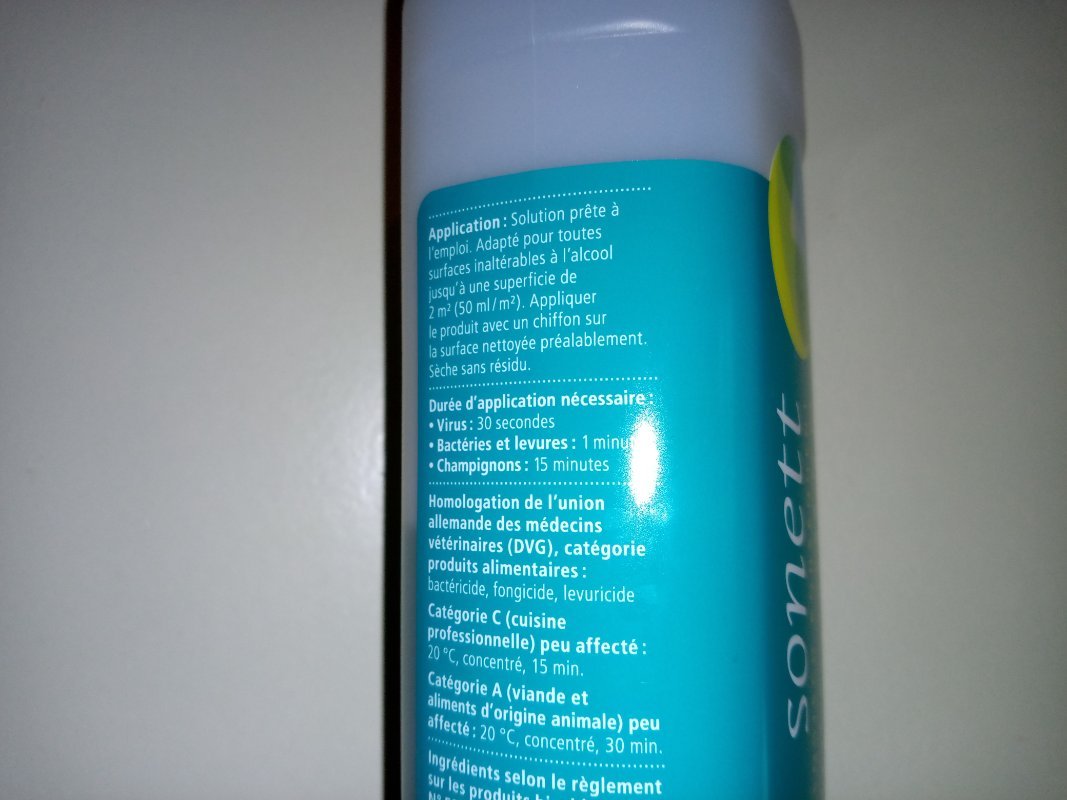 Application : Solution prête à
l'emploi. Adapté pour toutes
surfaces inaltérables à l'alcool
jusqu'à une superficie de
2 m² (50 ml / m²). Appliquer
le produit avec un chiffon sur
la surface nettoyée préalablement.
Sèche sans résidu.
Durée d'application nécessaire :
• Virus : 30 secondes
• Bactéries et levures : 1
• Champignons : 15 minutes
Homologation de l'union
allemande des médecins
vétérinaires (DVG), catégorie
produits alimentaires :
bactéricide, fongicide, levuricide
Catégorie C (cuisine
professionnelle) peu affecté :
20 °C, concentré, 15 min.
Catégorie A (viande et
aliments d'origine animale) peu
affecté : 20 °C, concentré, 30 min.
Ingrédients selon le règlement
sur les produits
sonett